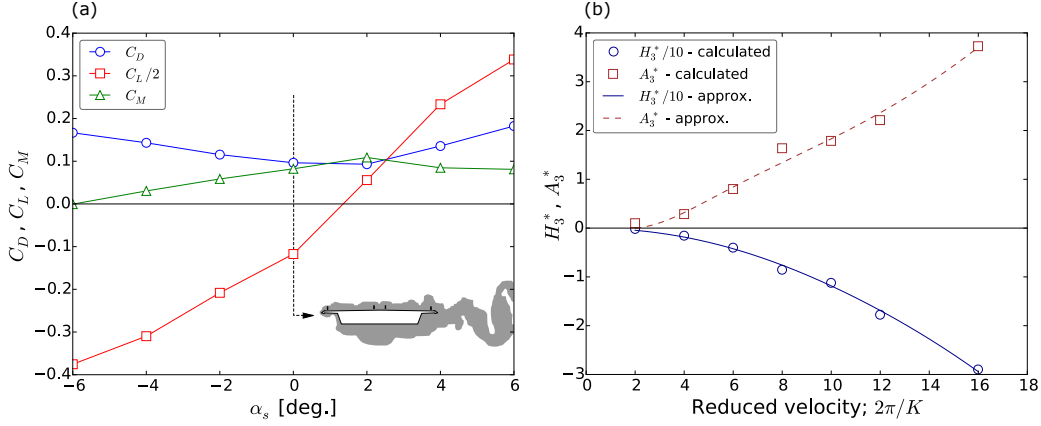 (a)
0.4
0.3
0.2
0.1
0.0
−0.1
−0.2
−0.3
−0.4
C_D, C_L, C_M
C_D
C_L/2
C_M
−6
−4
−2
0
2
4
6
α_s [deg.]
(b)
4
3
2
1
0
−1
−2
−3
H_3^*, A_3^*
H_3^*/10 - calculated
A_3^* - calculated
H_3^*/10 - approx.
A_3^* - approx.
0
2
4
6
8
10
12
14
16
18
Reduced velocity; 2π/K